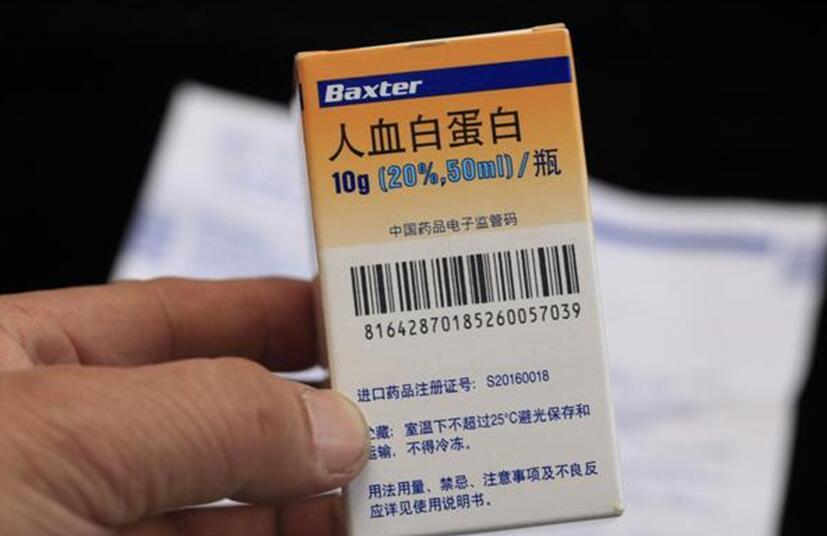 Baxter
人血白蛋白
10g (20%,50ml)/瓶
中国药品电子监管码
81642870185260057039
进口药品注册证号：S20160018
藏：室温下不超过25°C避光保存和
运输，不得冷冻。
用法用量、禁忌、注意事项及不良反
应详见使用说明书。